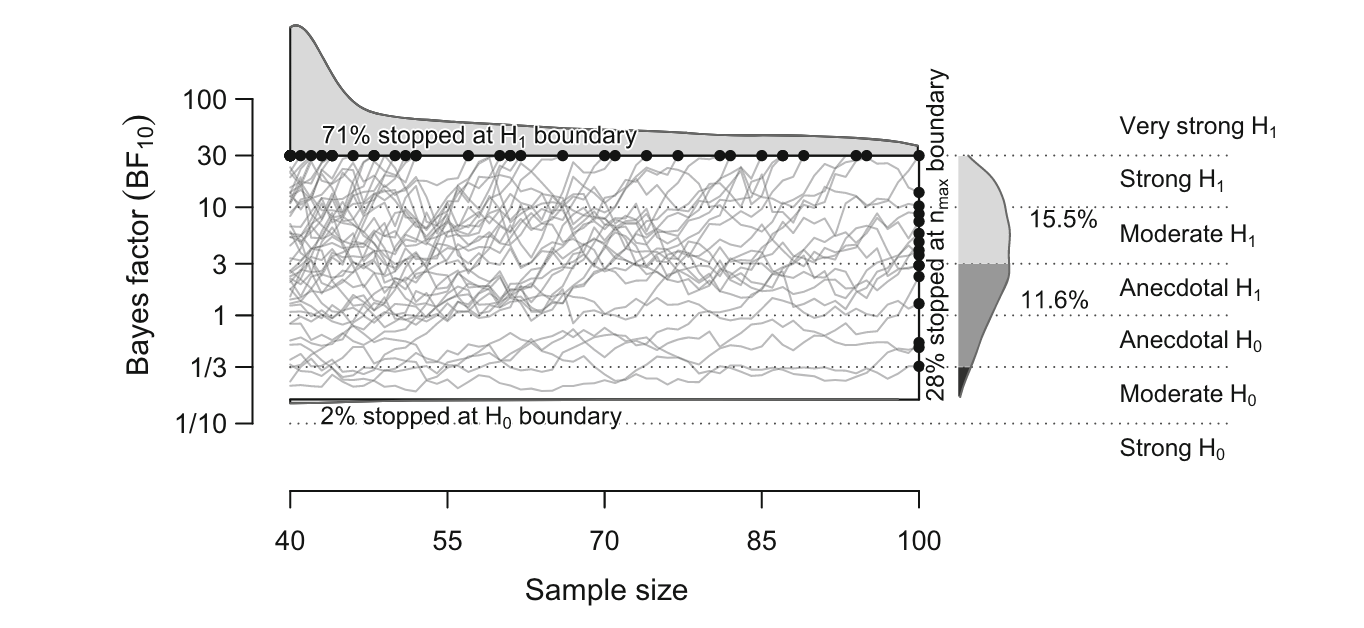 Bayes factor (BF10)
100
30
10
3
1
1/3
1/10
71% stopped at H1 boundary
2% stopped at H0 boundary
28% stopped at nmax boundary
15.5%
11.6%
Very strong H1
Strong H1
Moderate H1
Anecdotal H1
Anecdotal H0
Moderate H0
Strong H0
40 55 70 85 100
Sample size